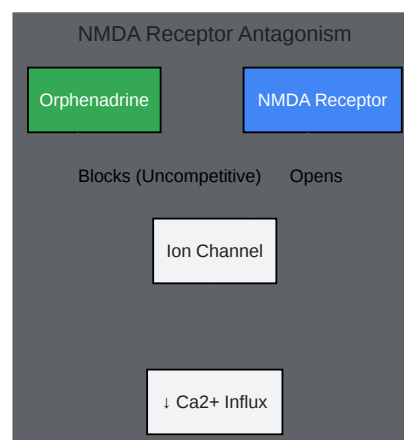 NMDA Receptor Antagonism
Orphenadrine
NMDA Receptor
Blocks (Uncompetitive)
Opens
Ion Channel
↓ Ca2+ Influx